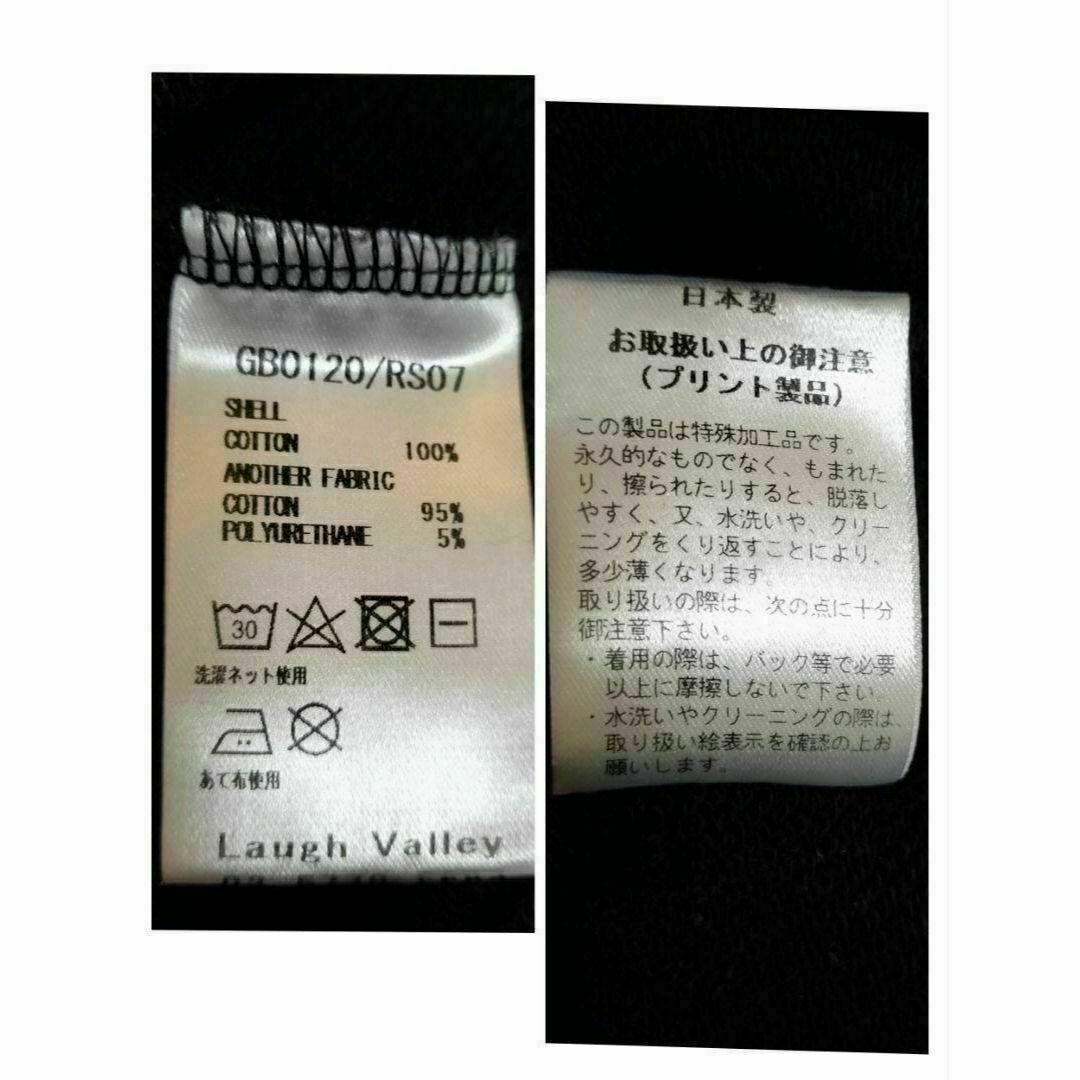 GB0120/RS07
SHELL
COTTON 100%
ANOTHER FABRIC
COTTON 95%
POLYURETHANE 5%
30
洗濯ネット使用
あて布使用
Laugh Valley
日本製
お取扱い上の御注意
(プリント製品)
この製品は特殊加工品です。
永久的なものでなく、もまれた
り、擦られたりすると、脱落し
やすく、又、水洗いや、クリー
ニングをくり返すことにより、
多少薄くなります。
取り扱いの際は、次の点に十分
御注意下さい。
・着用の際は、バック等で必要
以上に摩擦しないで下さい。
・水洗いやクリーニングの際は、
取り扱い絵表示を確認の上お
願いします。